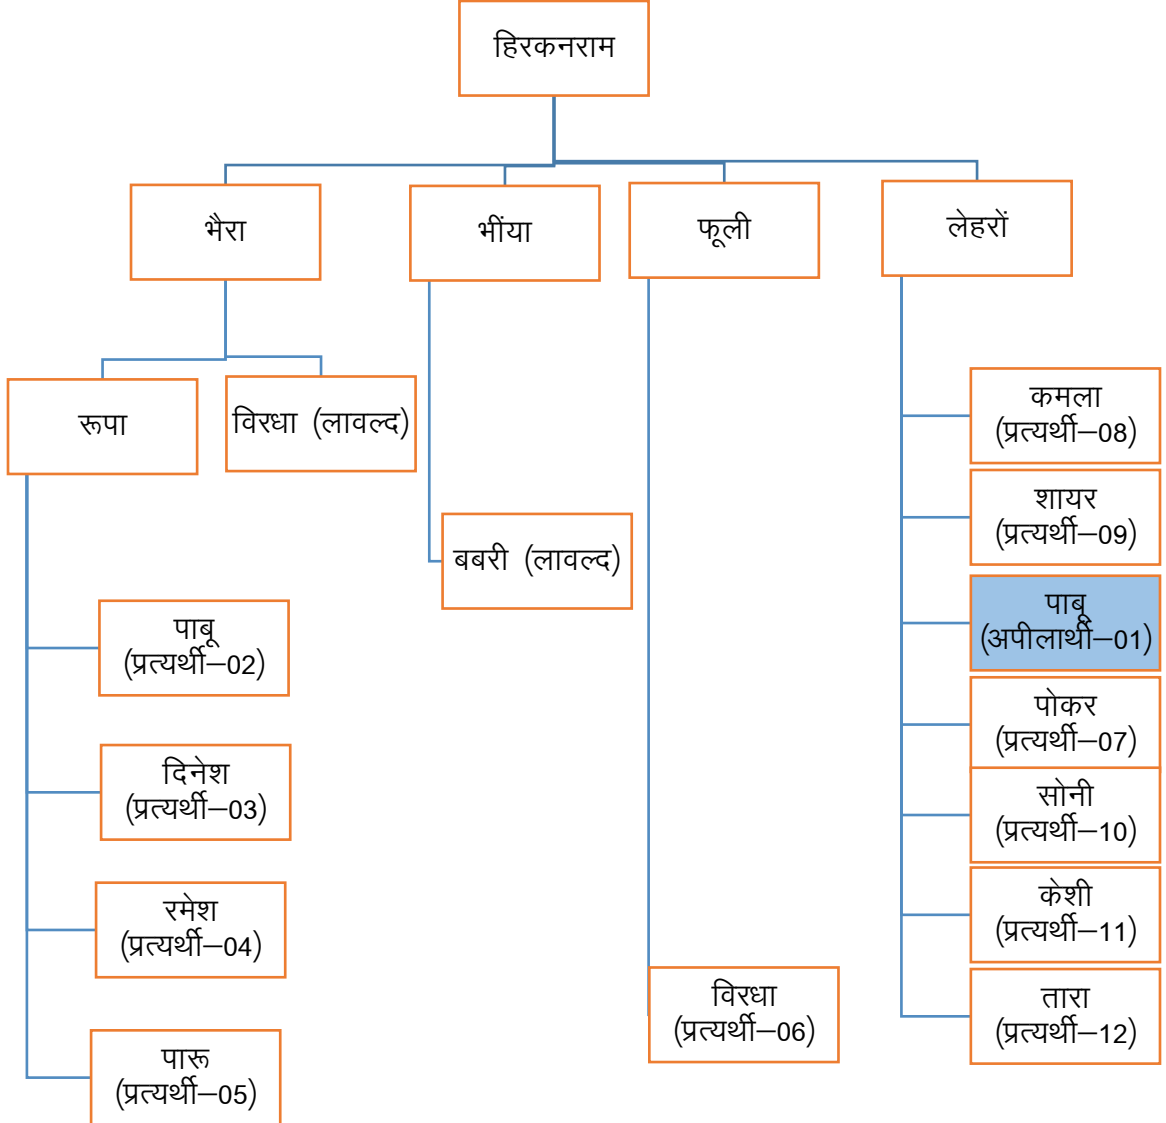 हिरकनराम
भैरा
भींया
फूली
लेहरों
रूपा
विरधा (लावल्द)
बबरी (लावल्द)
पाबू
(प्रत्यर्थी–02)
दिनेश
(प्रत्यर्थी–03)
रमेश
(प्रत्यर्थी–04)
पारू
(प्रत्यर्थी–05)
विरधा
(प्रत्यर्थी–06)
कमला
(प्रत्यर्थी–08)
शायर
(प्रत्यर्थी–09)
पाबू
(अपीलार्थी–01)
पोकर
(प्रत्यर्थी–07)
सोनी
(प्रत्यर्थी–10)
केशी
(प्रत्यर्थी–11)
तारा
(प्रत्यर्थी–12)